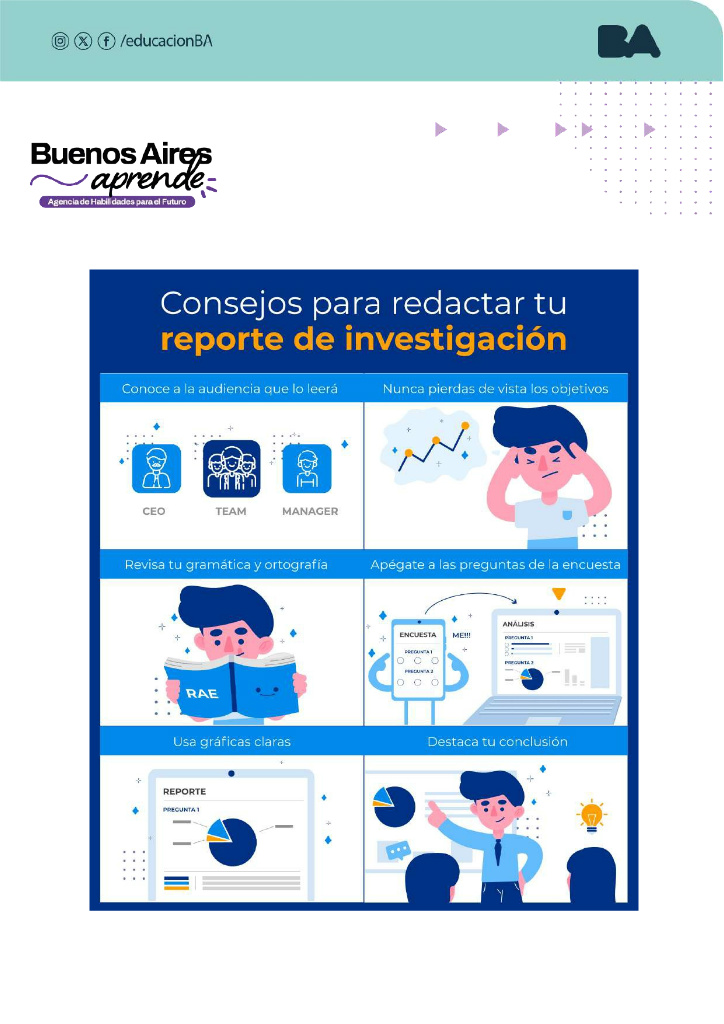 /educacionBA
BA
Buenos Aires
aprende
Agencia de Habilidades para el Futuro
Consejos para redactar tu
reporte de investigación
Conoce a la audiencia que lo leerá
Nunca pierdas de vista los objetivos
CEO
TEAM
MANAGER
Revisa tu gramática y ortografía
Apégate a las preguntas de la encuesta
RAE
ENCUESTA
PREGUNTA 1
PREGUNTA 2
ME!!!
ANÁLISIS
PREGUNTA 1
PREGUNTA 2
Usa gráficas claras
Destaca tu conclusión
REPORTE
PREGUNTA 1